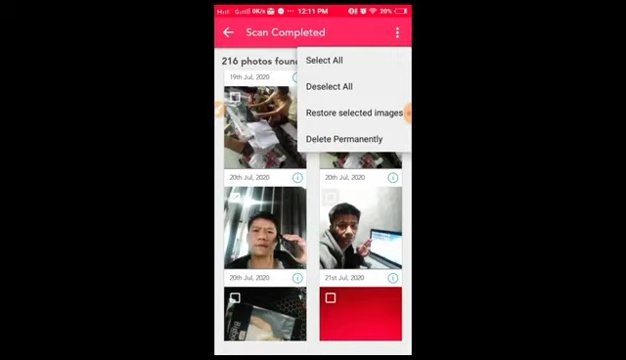 12:11 PM
20%
Scan Completed
216 photos foun
Select All
Deselect All
Restore selected images
Delete Permanently
19th Jul, 2020
20th Jul, 2020
20th Jul, 2020
20th Jul, 2020
21st Jul, 2020